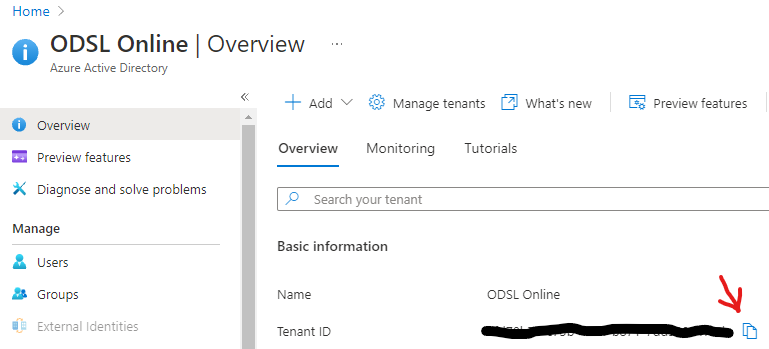 Home
ODSL Online | Overview
Azure Active Directory
Add
Manage tenants
What's new
Preview features
Overview
Preview features
Diagnose and solve problems
Manage
Users
Groups
External Identities
Overview
Monitoring
Tutorials
Search your tenant
Basic information
Name
ODSL Online
Tenant ID